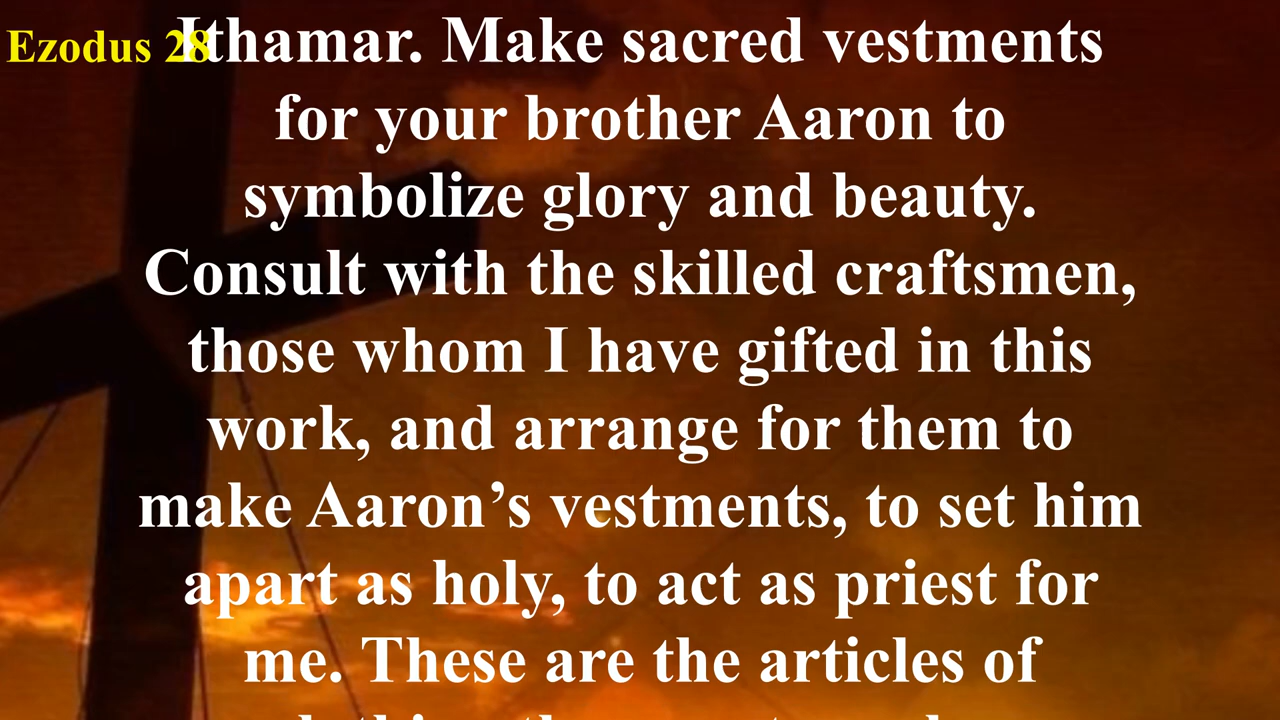 Ezodus 28
Ithamar. Make sacred vestments
for your brother Aaron to
symbolize glory and beauty.
Consult with the skilled craftsmen,
those whom I have gifted in this
work, and arrange for them to
make Aaron’s vestments, to set him
apart as holy, to act as priest for
me. These are the articles of